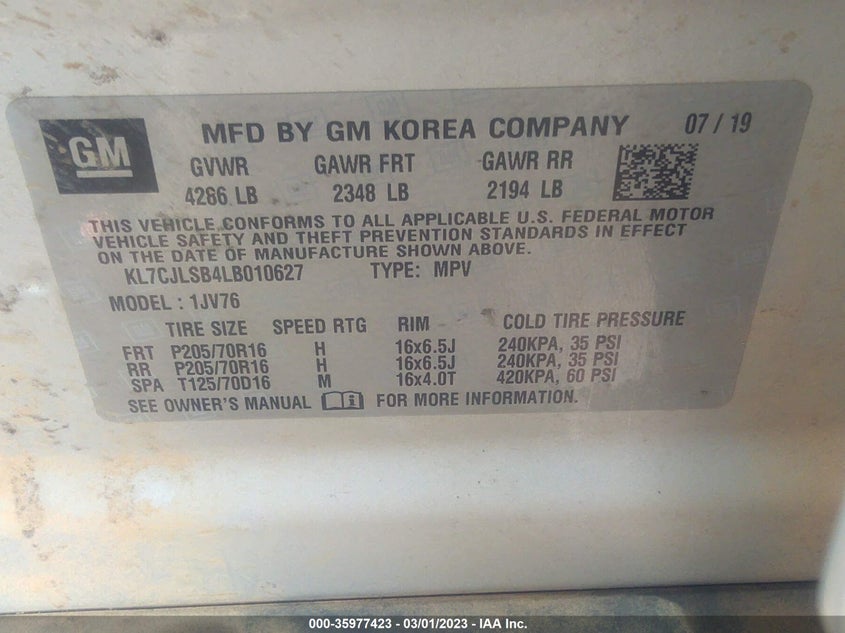 GM
MFD BY GM KOREA COMPANY 07 / 19
GVWR GAWR FRT GAWR RR
4266 LB 2348 LB 2194 LB
THIS VEHICLE CONFORMS TO ALL APPLICABLE U.S. FEDERAL MOTOR
VEHICLE SAFETY AND THEFT PREVENTION STANDARDS IN EFFECT
ON THE DATE OF MANUFACTURE SHOWN ABOVE.
KL7CJLSB4LB010627 TYPE: MPV
MODEL : 1JV76
TIRE SIZE SPEED RTG RIM COLD TIRE PRESSURE
FRT P205/70R16 H 16x6.5J 240KPA, 35 PSI
RR P205/70R16 H 16x6.5J 240KPA, 35 PSI
SPA T125/70D16 M 16x4.0T 420KPA, 60 PSI
SEE OWNER'S MANUAL FOR MORE INFORMATION.
000-35977423 - 03/01/2023 - IAA Inc.